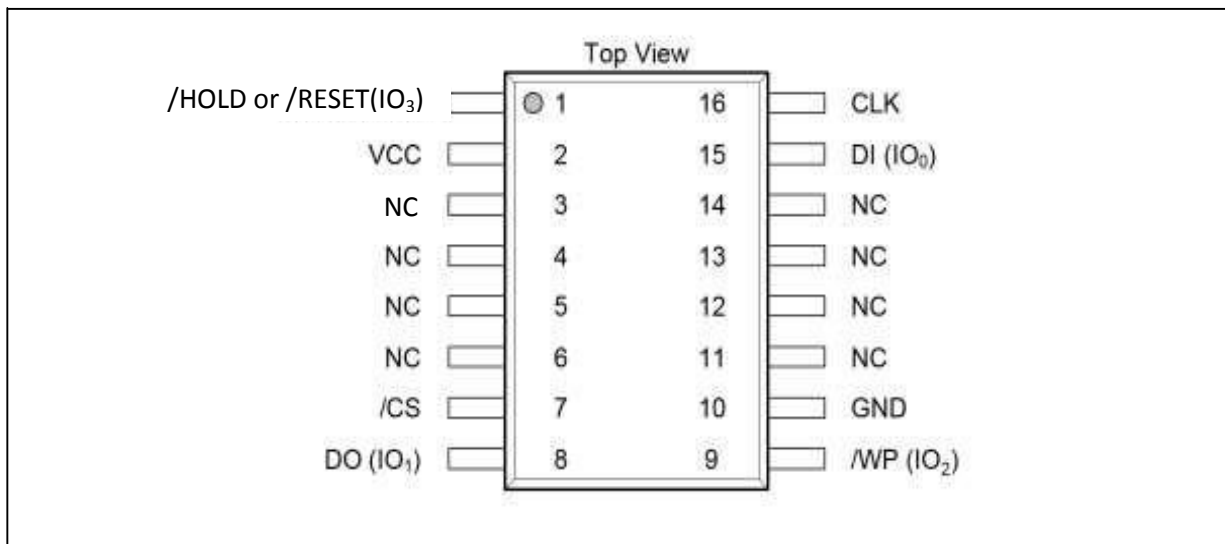 Top View
/HOLD or /RESET(IO₃) 1 16 CLK
VCC 2 15 DI (IO₀)
NC 3 14 NC
NC 4 13 NC
NC 5 12 NC
NC 6 11 NC
/CS 7 10 GND
DO (IO₁) 8 9 /WP (IO₂)